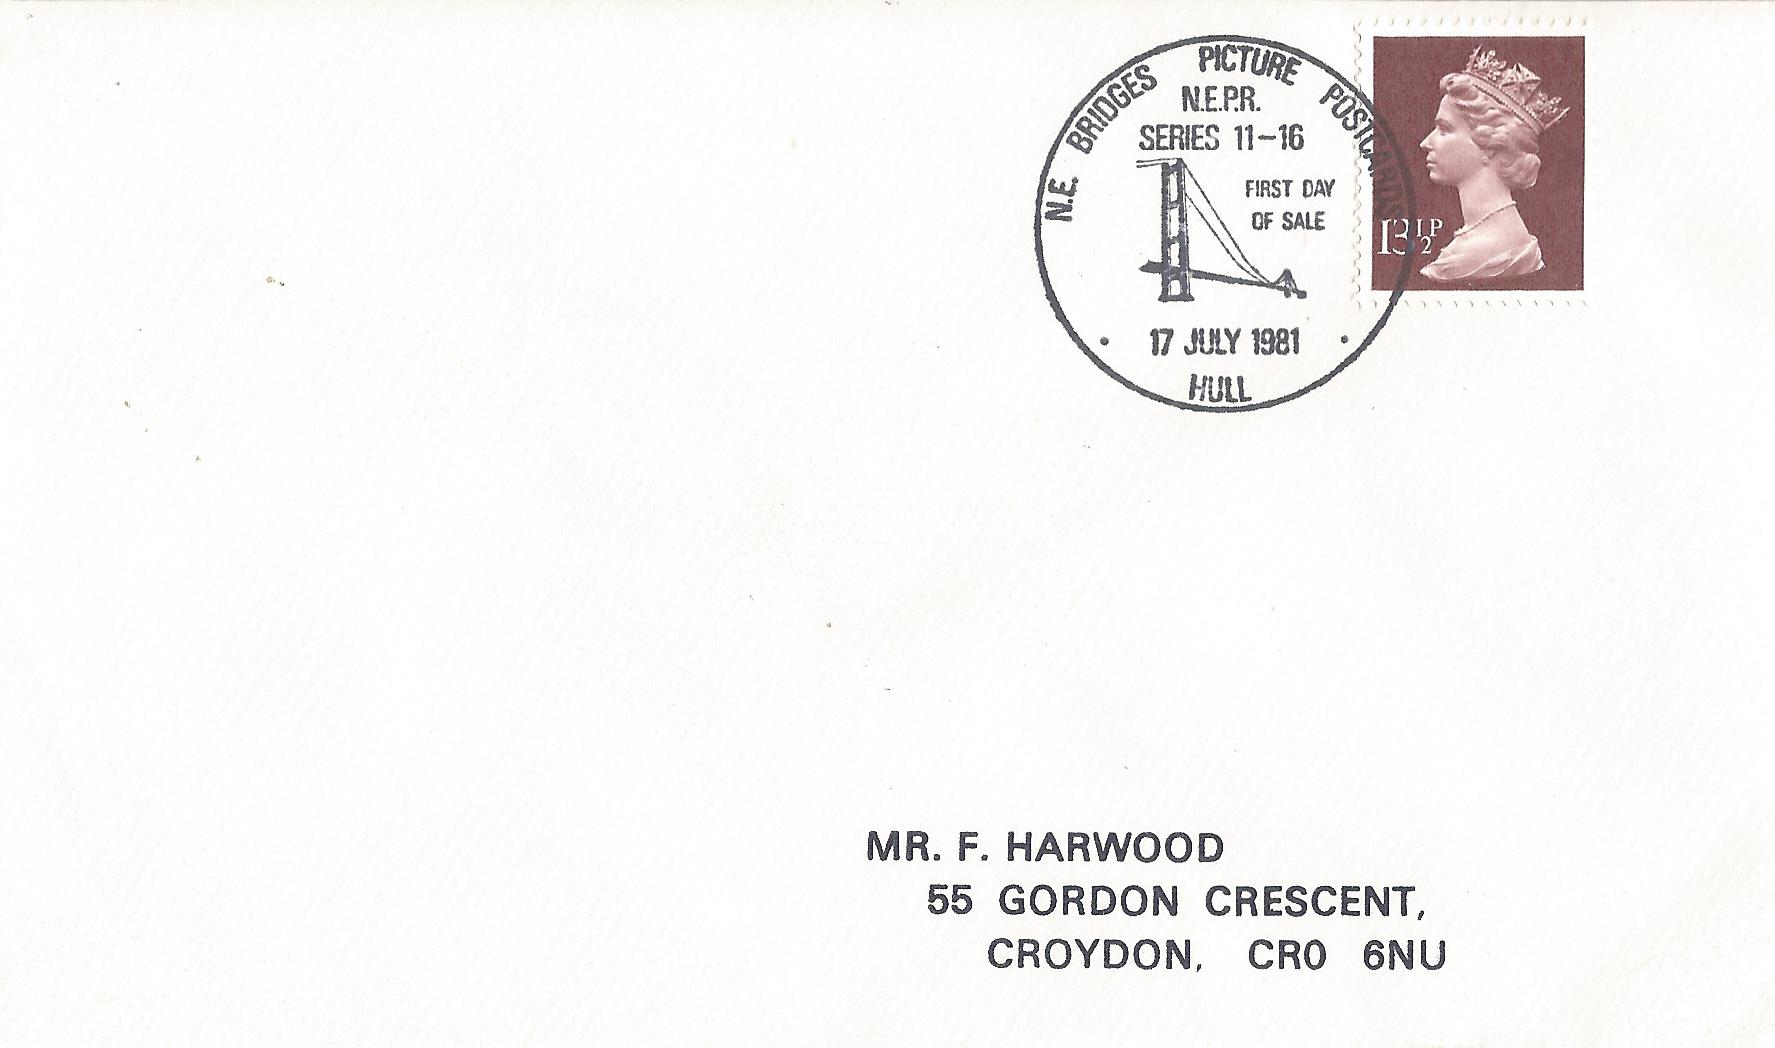 N.E. BRIDGES PICTURE POSTCARDS
N.E.P.R.
SERIES 11-16
FIRST DAY
OF SALE
17 JULY 1981
HULL
13½P
MR. F. HARWOOD
55 GORDON CRESCENT,
CROYDON, CR0 6NU